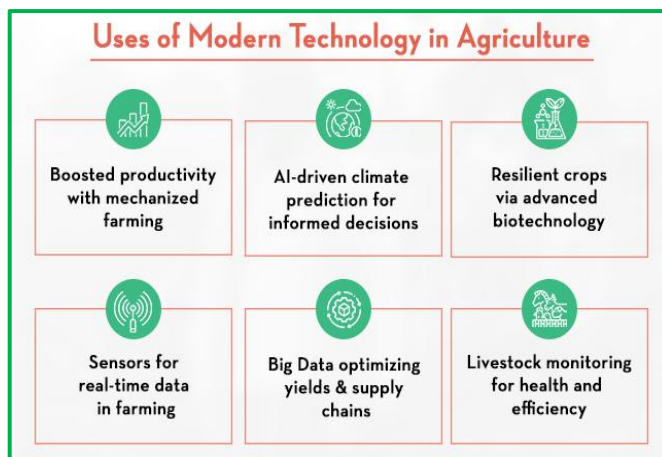 Uses of Modern Technology in Agriculture
Boosted productivity
with mechanized
farming
AI-driven climate
prediction for
informed decisions
Resilient crops
via advanced
biotechnology
Sensors for
real-time data
in farming
Big Data optimizing
yields & supply
chains
Livestock monitoring
for health and
efficiency